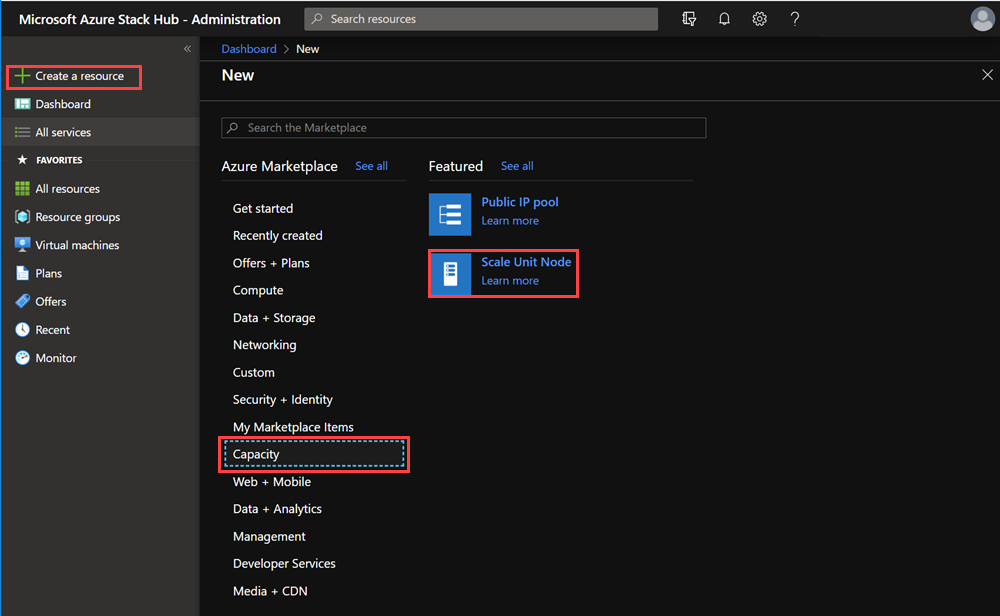 Microsoft Azure Stack Hub - Administration
Search resources
Create a resource
Dashboard
All services
FAVORITES
All resources
Resource groups
Virtual machines
Plans
Offers
Recent
Monitor
Dashboard > New
New
Search the Marketplace
Azure Marketplace See all
Get started
Recently created
Offers + Plans
Compute
Data + Storage
Networking
Custom
Security + Identity
My Marketplace Items
Capacity
Web + Mobile
Data + Analytics
Management
Developer Services
Media + CDN
Featured See all
Public IP pool
Learn more
Scale Unit Node
Learn more